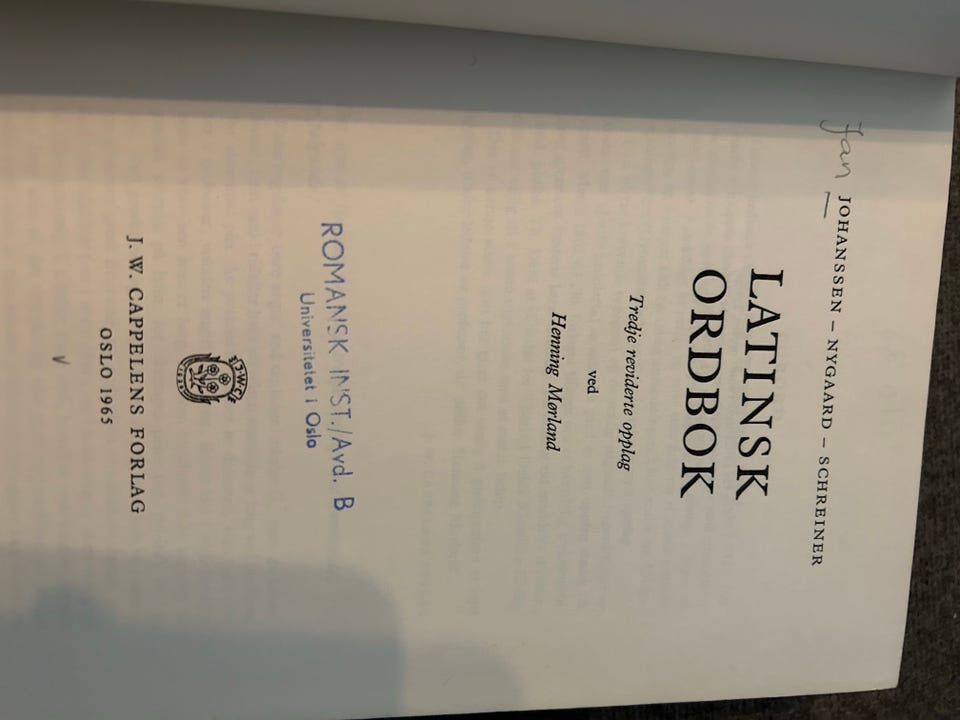 Jan JOHANSSEN – NYGAARD – SCHREINER
LATINSK
ORDBOK
Tredje reviderte opplag
ved
Henning Mørland
ROMANSK INST./Avd. B
Universitetet i Oslo
J·W·C
J. W. CAPPELENS FORLAG
OSLO 1965